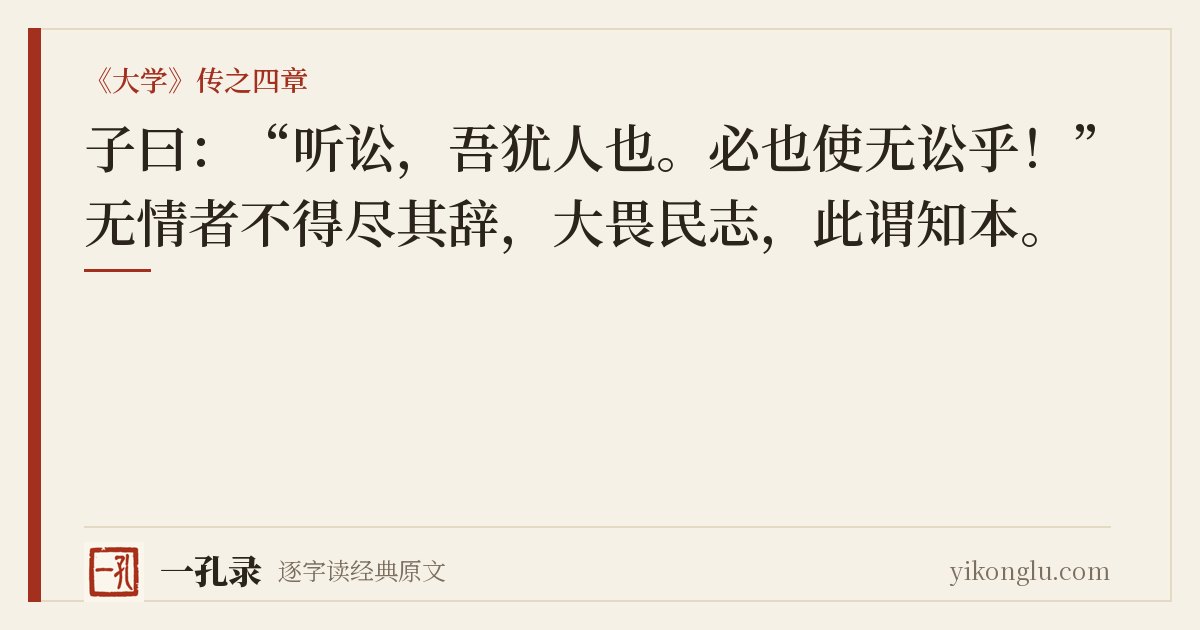 《大学》传之四章
子曰：“听讼，吾犹人也。必也使无讼乎！”
无情者不得尽其辞，大畏民志，此谓知本。
一孔
一孔录 逐字读经典原文 yikonglu.com